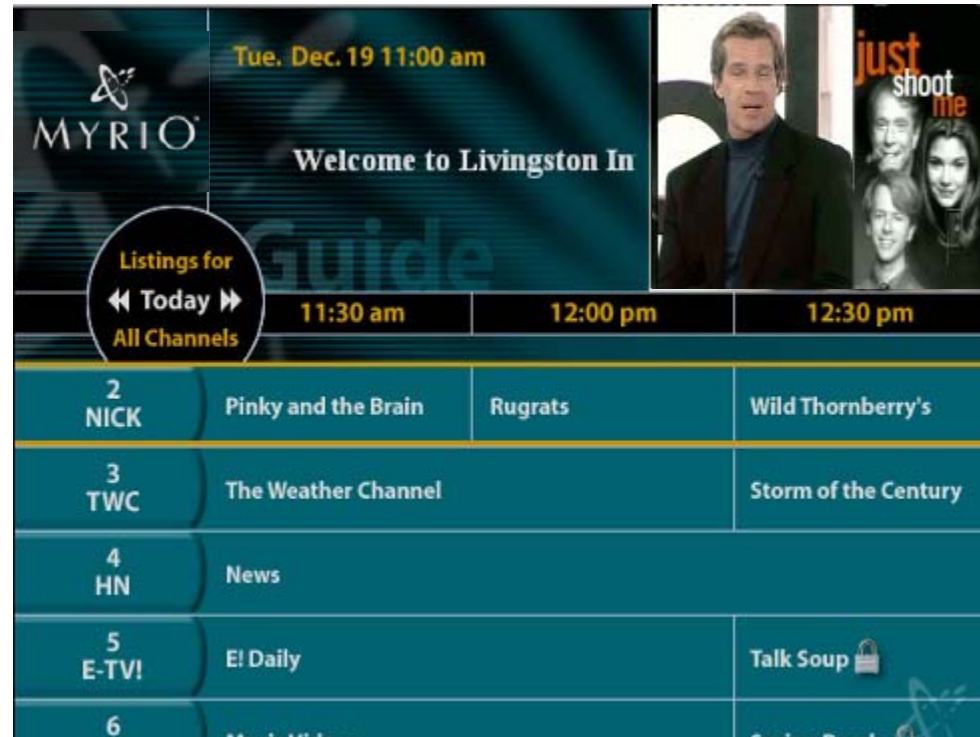 MYRIO
Tue. Dec. 19 11:00 am
Welcome to Livingston In
just
shoot
me
Guide
Listings for
Today
All Channels
11:30 am
12:00 pm
12:30 pm
2
NICK
Pinky and the Brain
Rugrats
Wild Thornberry's
3
TWC
The Weather Channel
Storm of the Century
4
HN
News
5
E-TV!
E! Daily
Talk Soup
6